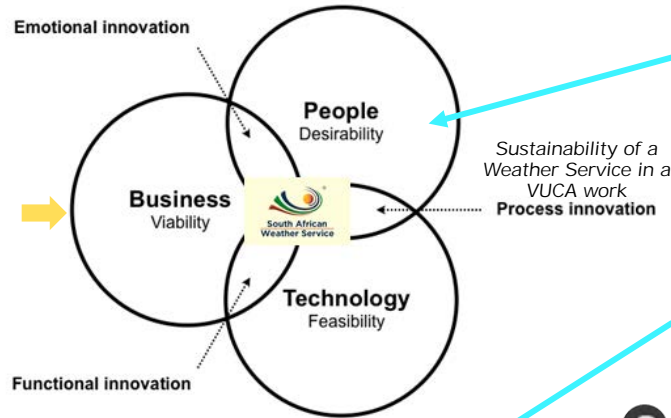 Emotional innovation
People
Desirability
Sustainability of a
Weather Service in a
VUCA work
Process innovation
Business
Viability
South African
Weather Service
®
Technology
Feasibility
Functional innovation